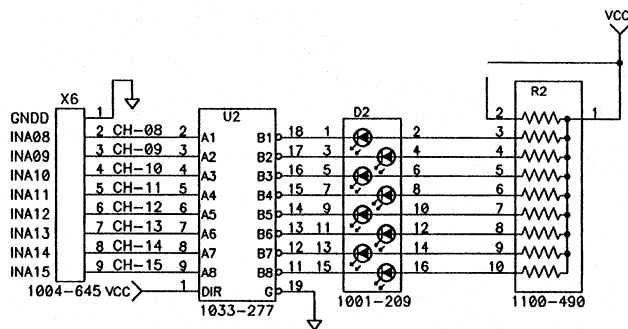 VCC
X6 U2 D2 R2
GNDD 1 2 1
INA08 2 CH-08 2 A1 B1 18 1 2 3
INA09 3 CH-09 3 A2 B2 17 3 4 4
INA10 4 CH-10 4 A3 B3 16 5 6 5
INA11 5 CH-11 5 A4 B4 15 7 8 6
INA12 6 CH-12 6 A5 B5 14 9 10 7
INA13 7 CH-13 7 A6 B6 13 11 12 8
INA14 8 CH-14 8 A7 B7 12 13 14 9
INA15 9 CH-15 9 A8 B8 11 15 16 10
1004-645 VCC 1 DIR G 19 1001-209 1100-490
1033-277